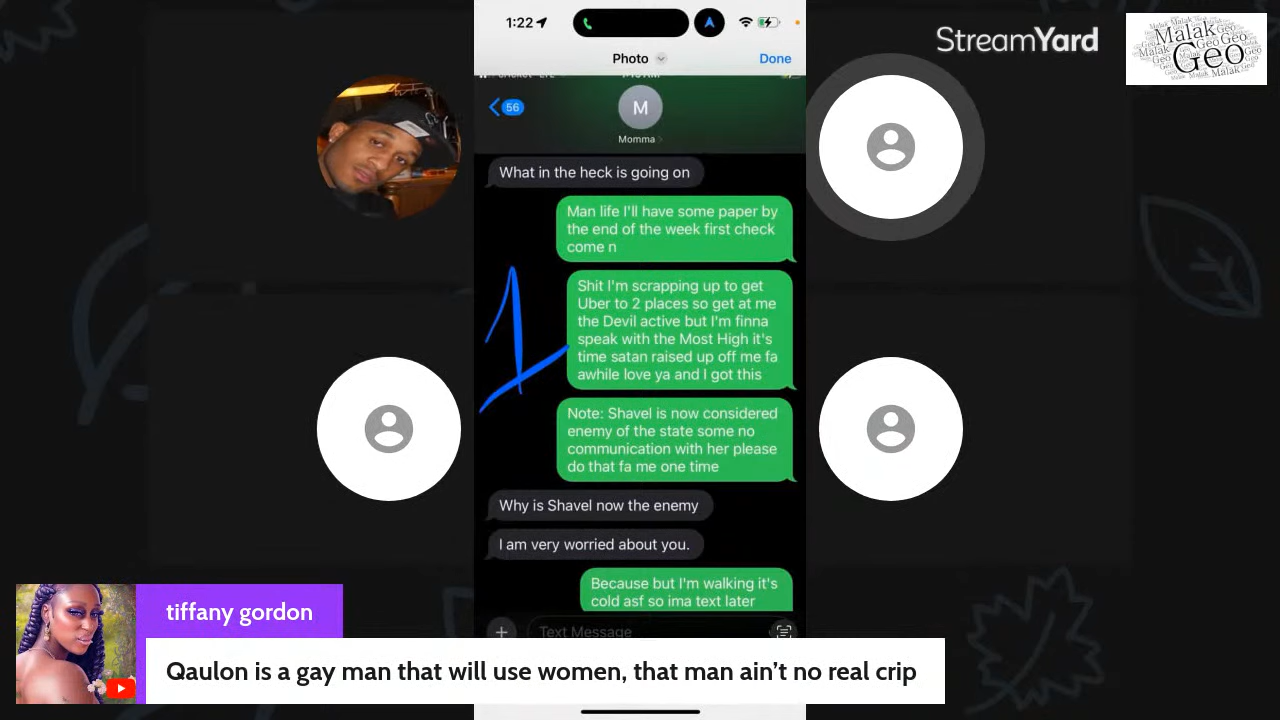 1:22
StreamYard
Malak
Geo
Photo
Done
56
M
Momma
What in the heck is going on
Man life I'll have some paper by
the end of the week first check
come n
Shit I'm scrapping up to get
Uber to 2 places so get at me
the Devil active but I'm finna
speak with the Most High it's
time satan raised up off me fa
awhile love ya and I got this
1
Note: Shavel is now considered
enemy of the state some no
communication with her please
do that fa me one time
Why is Shavel now the enemy
I am very worried about you.
Because but I'm walking it's
cold asf so ima text later
Text Message
tiffany gordon
Qaulon is a gay man that will use women, that man ain’t no real crip